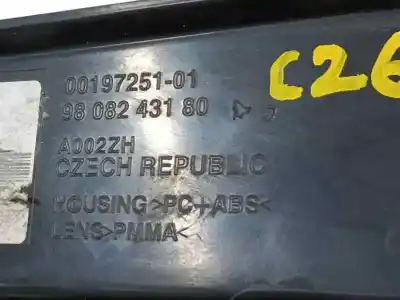 00197251-01
98 082 431 80
A002ZH
CZECH REPUBLIC
HOUSING>PC+ABS<
LENS>PMMA<
C26